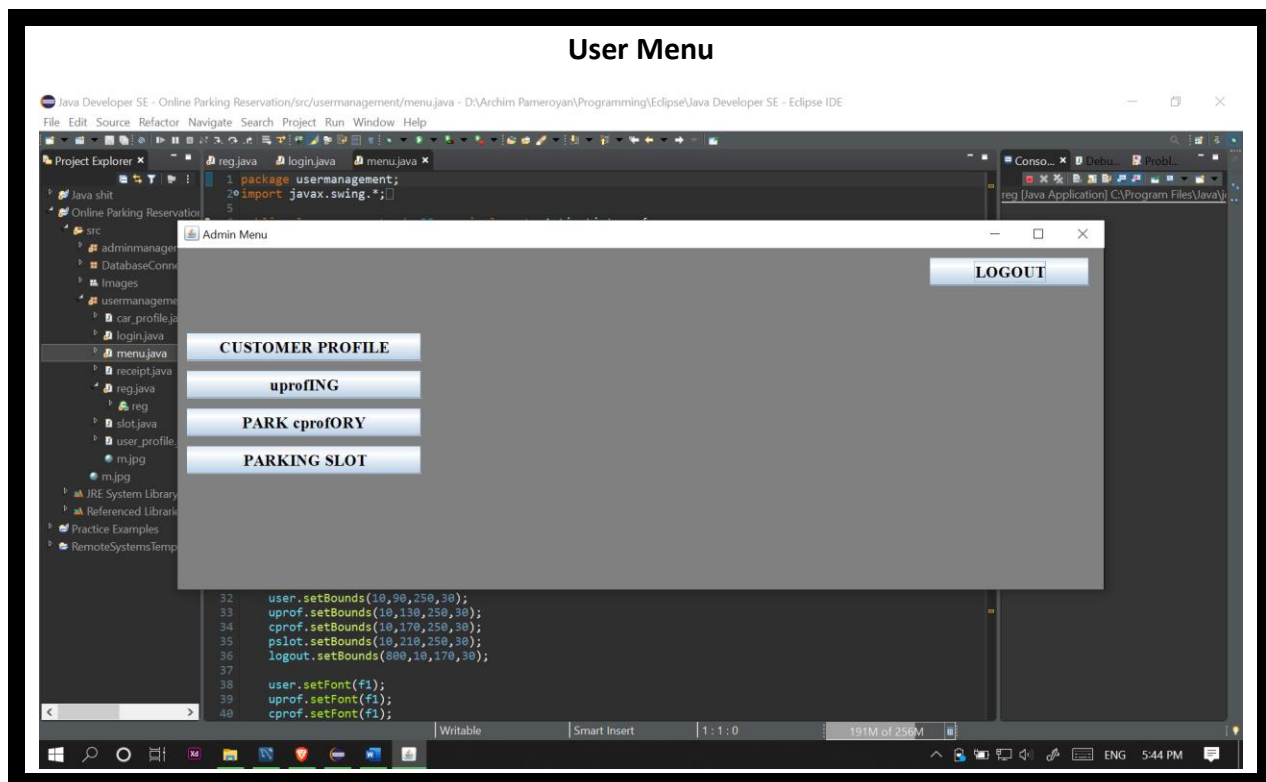 User Menu
Java Developer SE - Online Parking Reservation/src/usermanagement/menu.java - D:\Archim Pameroyan\Programming\Eclipse\Java Developer SE - Eclipse IDE
File Edit Source Refactor Navigate Search Project Run Window Help
Project Explorer
reg.java login.java menu.java
Conso... Debu... Probl...
1 package usermanagement;
2 import javax.swing.*;
5
reg [Java Application] C:\Program Files\Java\j
Java shit
Online Parking Reservation
src
adminmanager
DatabaseConne
Images
usermanageme
car_profile.ja
login.java
menu.java
receipt.java
reg.java
reg
slot.java
user_profile.
m.jpg
m.jpg
JRE System Library
Referenced Librarie
Practice Examples
RemoteSystemsTemp
Admin Menu
LOGOUT
CUSTOMER PROFILE
uprofING
PARK cprofORY
PARKING SLOT
32 user.setBounds(10,90,250,30);
33 uprof.setBounds(10,130,250,30);
34 cprof.setBounds(10,170,250,30);
35 pslot.setBounds(10,210,250,30);
36 logout.setBounds(800,10,170,30);
37
38 user.setFont(f1);
39 uprof.setFont(f1);
40 cprof.setFont(f1);
Writable Smart Insert 1 : 1 : 0 191M of 256M
ENG 5:44 PM